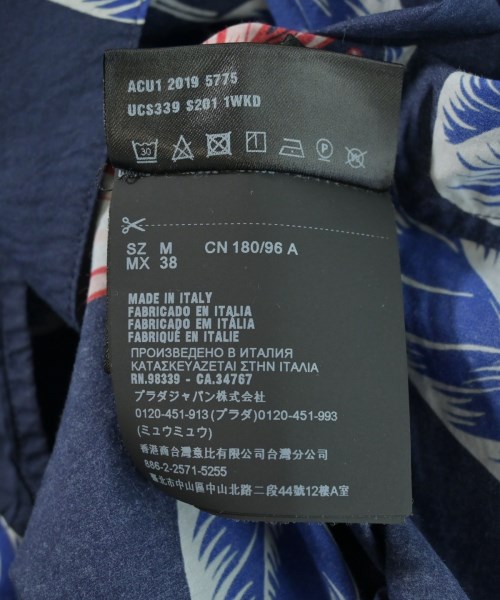 ACU1 2019 5775
UCS339 S201 1WKD
30
SZ M CN 180/96 A
MX 38
MADE IN ITALY
FABRICADO EN ITALIA
FABRICADO EM ITÁLIA
FABRIQUÉ EN ITALIE
ПРОИЗВЕДЕНО В ИТАЛИЯ
ΚΑΤΑΣΚΕΥΑΖΕΤΑΙ ΣΤΗΝ ΙΤΑΛΙΑ
RN.98339 - CA.34767
プラダジャパン株式会社
0120-451-913 (プラダ) 0120-451-993
(ミュウミュウ)
香港商台灣意比有限公司台灣分公司
886-2-2571-5255
臺北市中山區中山北路二段44號12樓A室